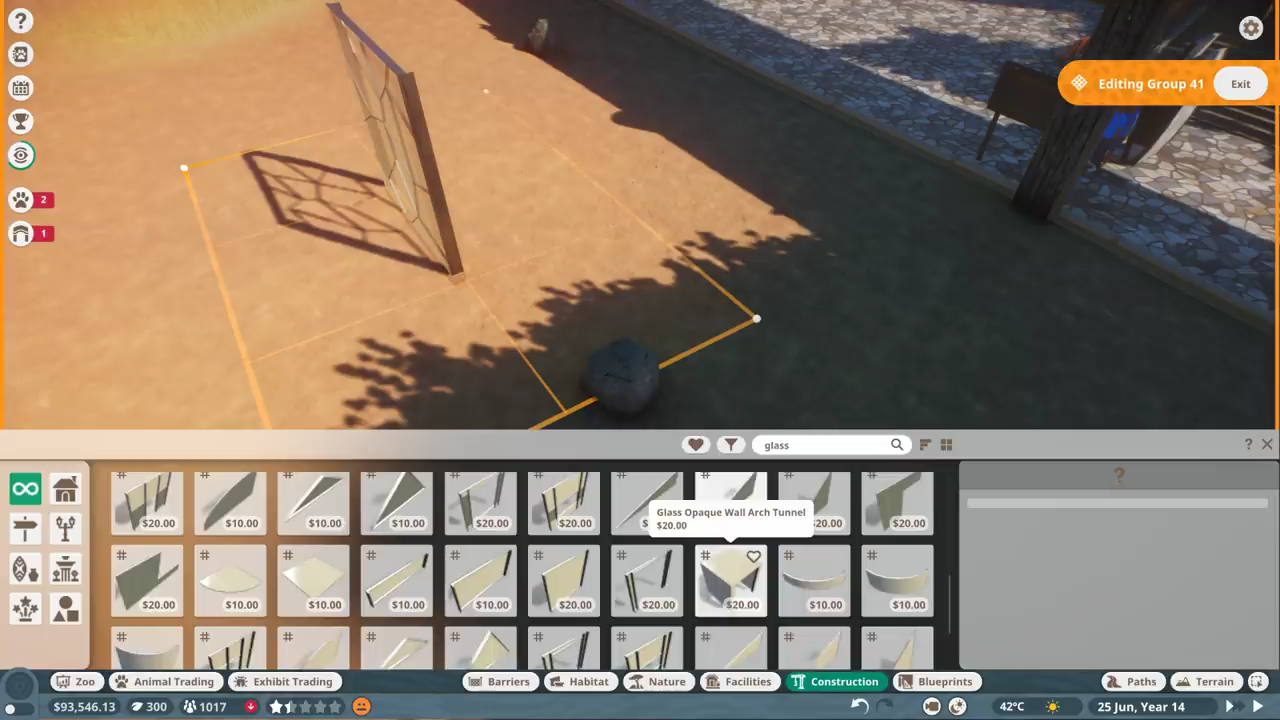 ?
Editing Group 41
Exit
2
1
glass
?
?
$20.00
$10.00
$10.00
$10.00
$20.00
$20.00
$20.00
$20.00
Glass Opaque Wall Arch Tunnel
$20.00
$20.00
$10.00
$10.00
$10.00
$10.00
$20.00
$20.00
$20.00
$10.00
$10.00
Zoo
Animal Trading
Exhibit Trading
Barriers
Habitat
Nature
Facilities
Construction
Blueprints
Paths
Terrain
$93,546.13
300
1017
42°C
25 Jun, Year 14